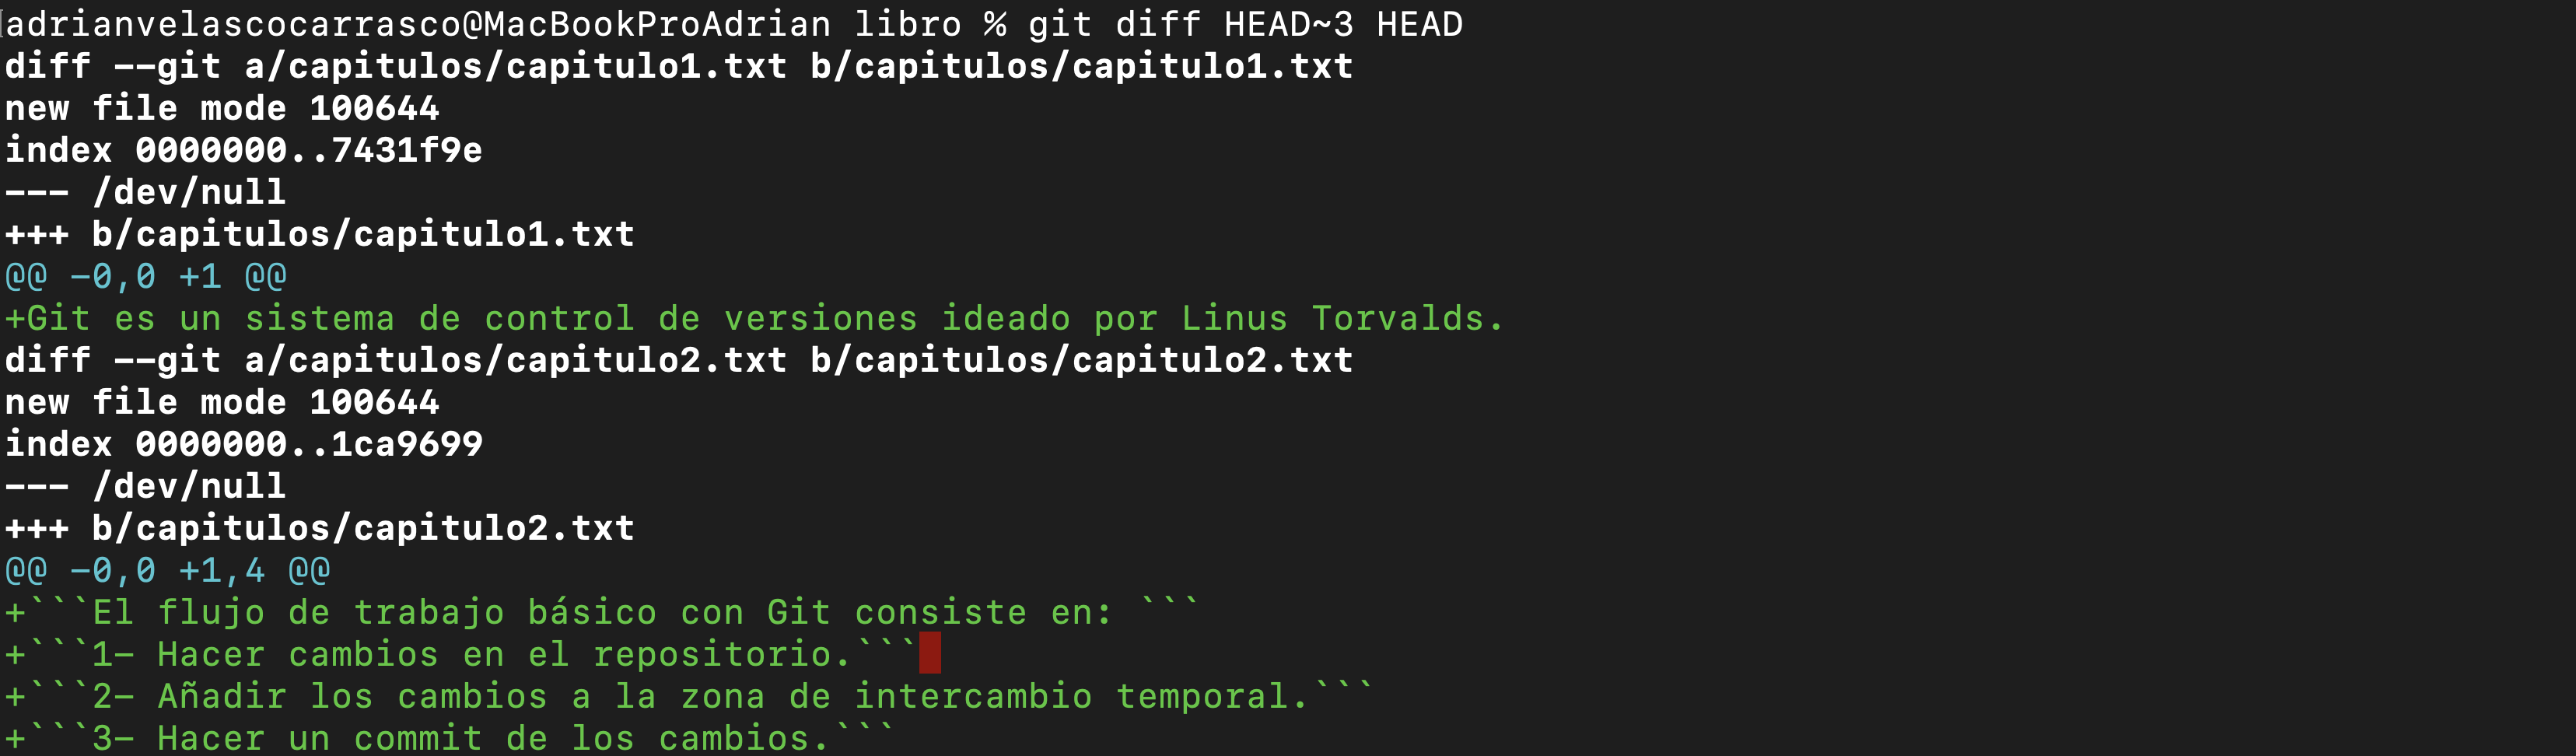 adrianvelascocarrasco@MacBookProAdrian libro % git diff HEAD~3 HEAD
diff --git a/capitulos/capitulo1.txt b/capitulos/capitulo1.txt
new file mode 100644
index 0000000..7431f9e
--- /dev/null
+++ b/capitulos/capitulo1.txt
@@ -0,0 +1 @@
+Git es un sistema de control de versiones ideado por Linus Torvalds.
diff --git a/capitulos/capitulo2.txt b/capitulos/capitulo2.txt
new file mode 100644
index 0000000..1ca9699
--- /dev/null
+++ b/capitulos/capitulo2.txt
@@ -0,0 +1,4 @@
+```El flujo de trabajo básico con Git consiste en: ```
+```1- Hacer cambios en el repositorio.```
+```2- Añadir los cambios a la zona de intercambio temporal.```
+```3- Hacer un commit de los cambios.```